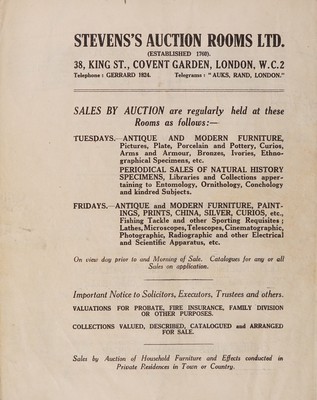 STEVENS'S AUCTION ROOMS LTD.
(ESTABLISHED 1760).
38, KING ST., COVENT GARDEN, LONDON, W.C.2
Telephone: GERRARD 1824. Telegrams: "AUKS, RAND, LONDON."
SALES BY AUCTION are regularly held at these
Rooms as follows:—
TUESDAYS.—ANTIQUE AND MODERN FURNITURE,
Pictures, Plate, Porcelain and Pottery, Curios,
Arms and Armour, Bronzes, Ivories, Ethno-
graphical Specimens, etc.
PERIODICAL SALES OF NATURAL HISTORY
SPECIMENS, Libraries and Collections apper-
taining to Entomology, Ornithology, Conchology
and kindred Subjects.
FRIDAYS.—ANTIQUE and MODERN FURNITURE, PAINT-
INGS, PRINTS, CHINA, SILVER, CURIOS, etc.,
Fishing Tackle and other Sporting Requisites;
Lathes, Microscopes, Telescopes, Cinematographic,
Photographic, Radiographic and other Electrical
and Scientific Apparatus, etc.
On view day prior to and Morning of Sale. Catalogues for any or all
Sales on application.
Important Notice to Solicitors, Executors, Trustees and others.
VALUATIONS FOR PROBATE, FIRE INSURANCE, FAMILY DIVISION
OR OTHER PURPOSES.
COLLECTIONS VALUED, DESCRIBED, CATALOGUED and ARRANGED
FOR SALE.
Sales by Auction of Household Furniture and Effects conducted in
Private Residences in Town or Country.